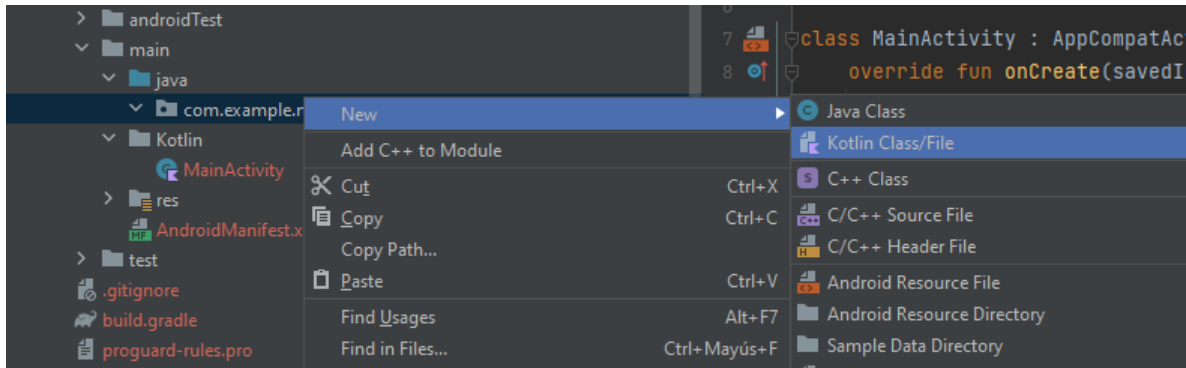 androidTest
main
java
com.example.r
Kotlin
MainActivity
res
AndroidManifest.x
test
.gitignore
build.gradle
proguard-rules.pro
New
Add C++ to Module
Cut Ctrl+X
Copy Ctrl+C
Copy Path...
Paste Ctrl+V
Find Usages Alt+F7
Find in Files... Ctrl+Mayús+F
7 class MainActivity : AppCompatAc
8 override fun onCreate(savedI
Java Class
Kotlin Class/File
C++ Class
C/C++ Source File
C/C++ Header File
Android Resource File
Android Resource Directory
Sample Data Directory